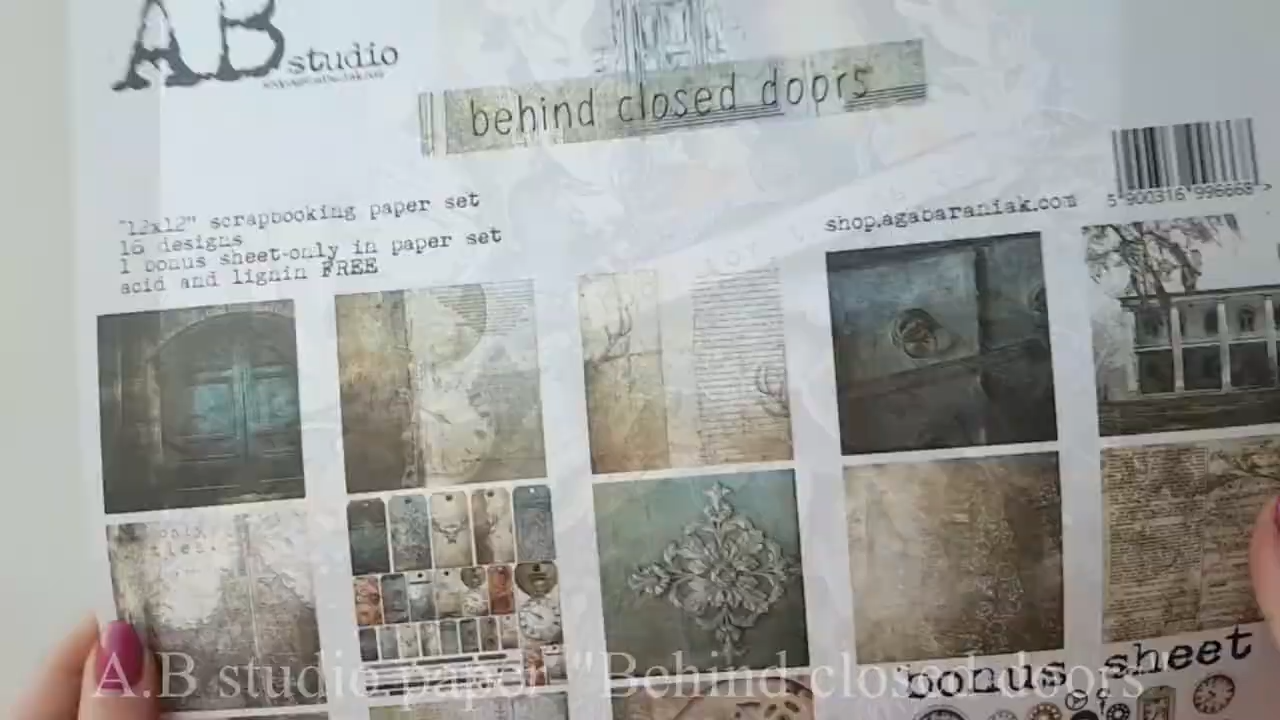 AB studio
behind closed doors
"12x12" scrapbooking paper set
16 designs
1 bonus sheet-only in paper set
acid and lignin FREE
shop.agabaraniak.com
5 900316 996668 >
only
bonus sheet
A.B studio paper "Behind closed doors